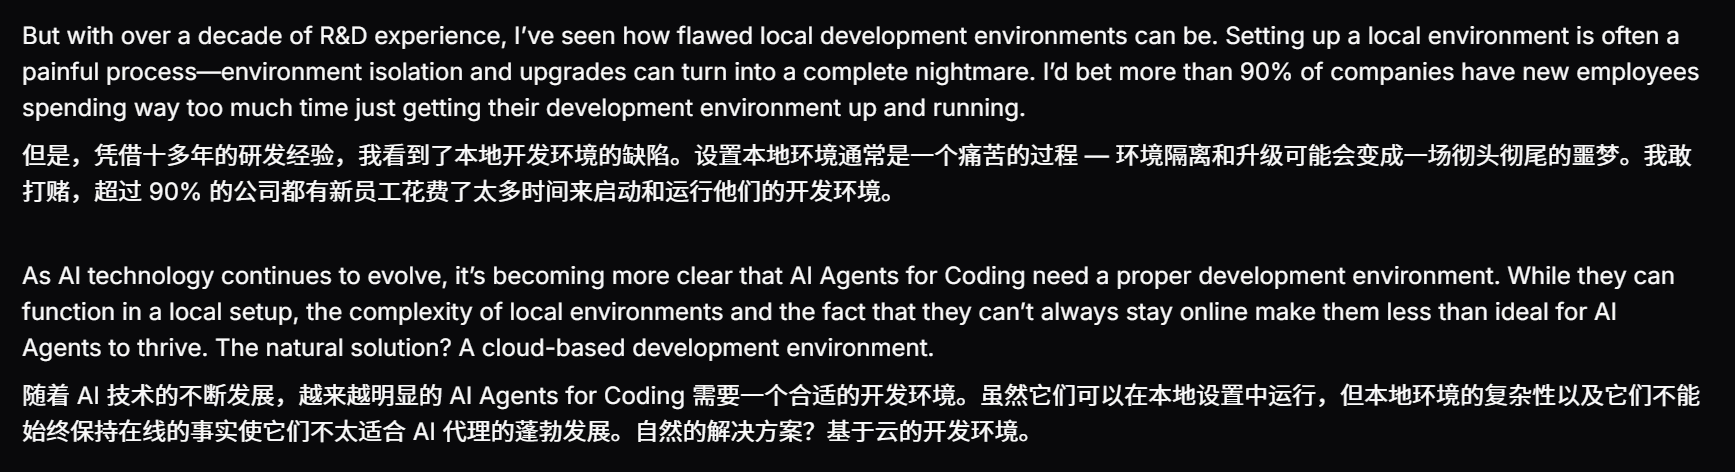 But with over a decade of R&D experience, I’ve seen how flawed local development environments can be. Setting up a local environment is often a
painful process—environment isolation and upgrades can turn into a complete nightmare. I’d bet more than 90% of companies have new employees
spending way too much time just getting their development environment up and running.
但是，凭借十多年的研发经验，我看到了本地开发环境的缺陷。设置本地环境通常是一个痛苦的过程 — 环境隔离和升级可能会变成一场彻头彻尾的噩梦。我敢
打赌，超过 90% 的公司都有新员工花费了太多时间来启动和运行他们的开发环境。
As AI technology continues to evolve, it’s becoming more clear that AI Agents for Coding need a proper development environment. While they can
function in a local setup, the complexity of local environments and the fact that they can’t always stay online make them less than ideal for AI
Agents to thrive. The natural solution? A cloud-based development environment.
随着 AI 技术的不断发展，越来越明显的 AI Agents for Coding 需要一个合适的开发环境。虽然它们可以在本地设置中运行，但本地环境的复杂性以及它们不能
始终保持在线的事实使它们不太适合 AI 代理的蓬勃发展。自然的解决方案？基于云的开发环境。